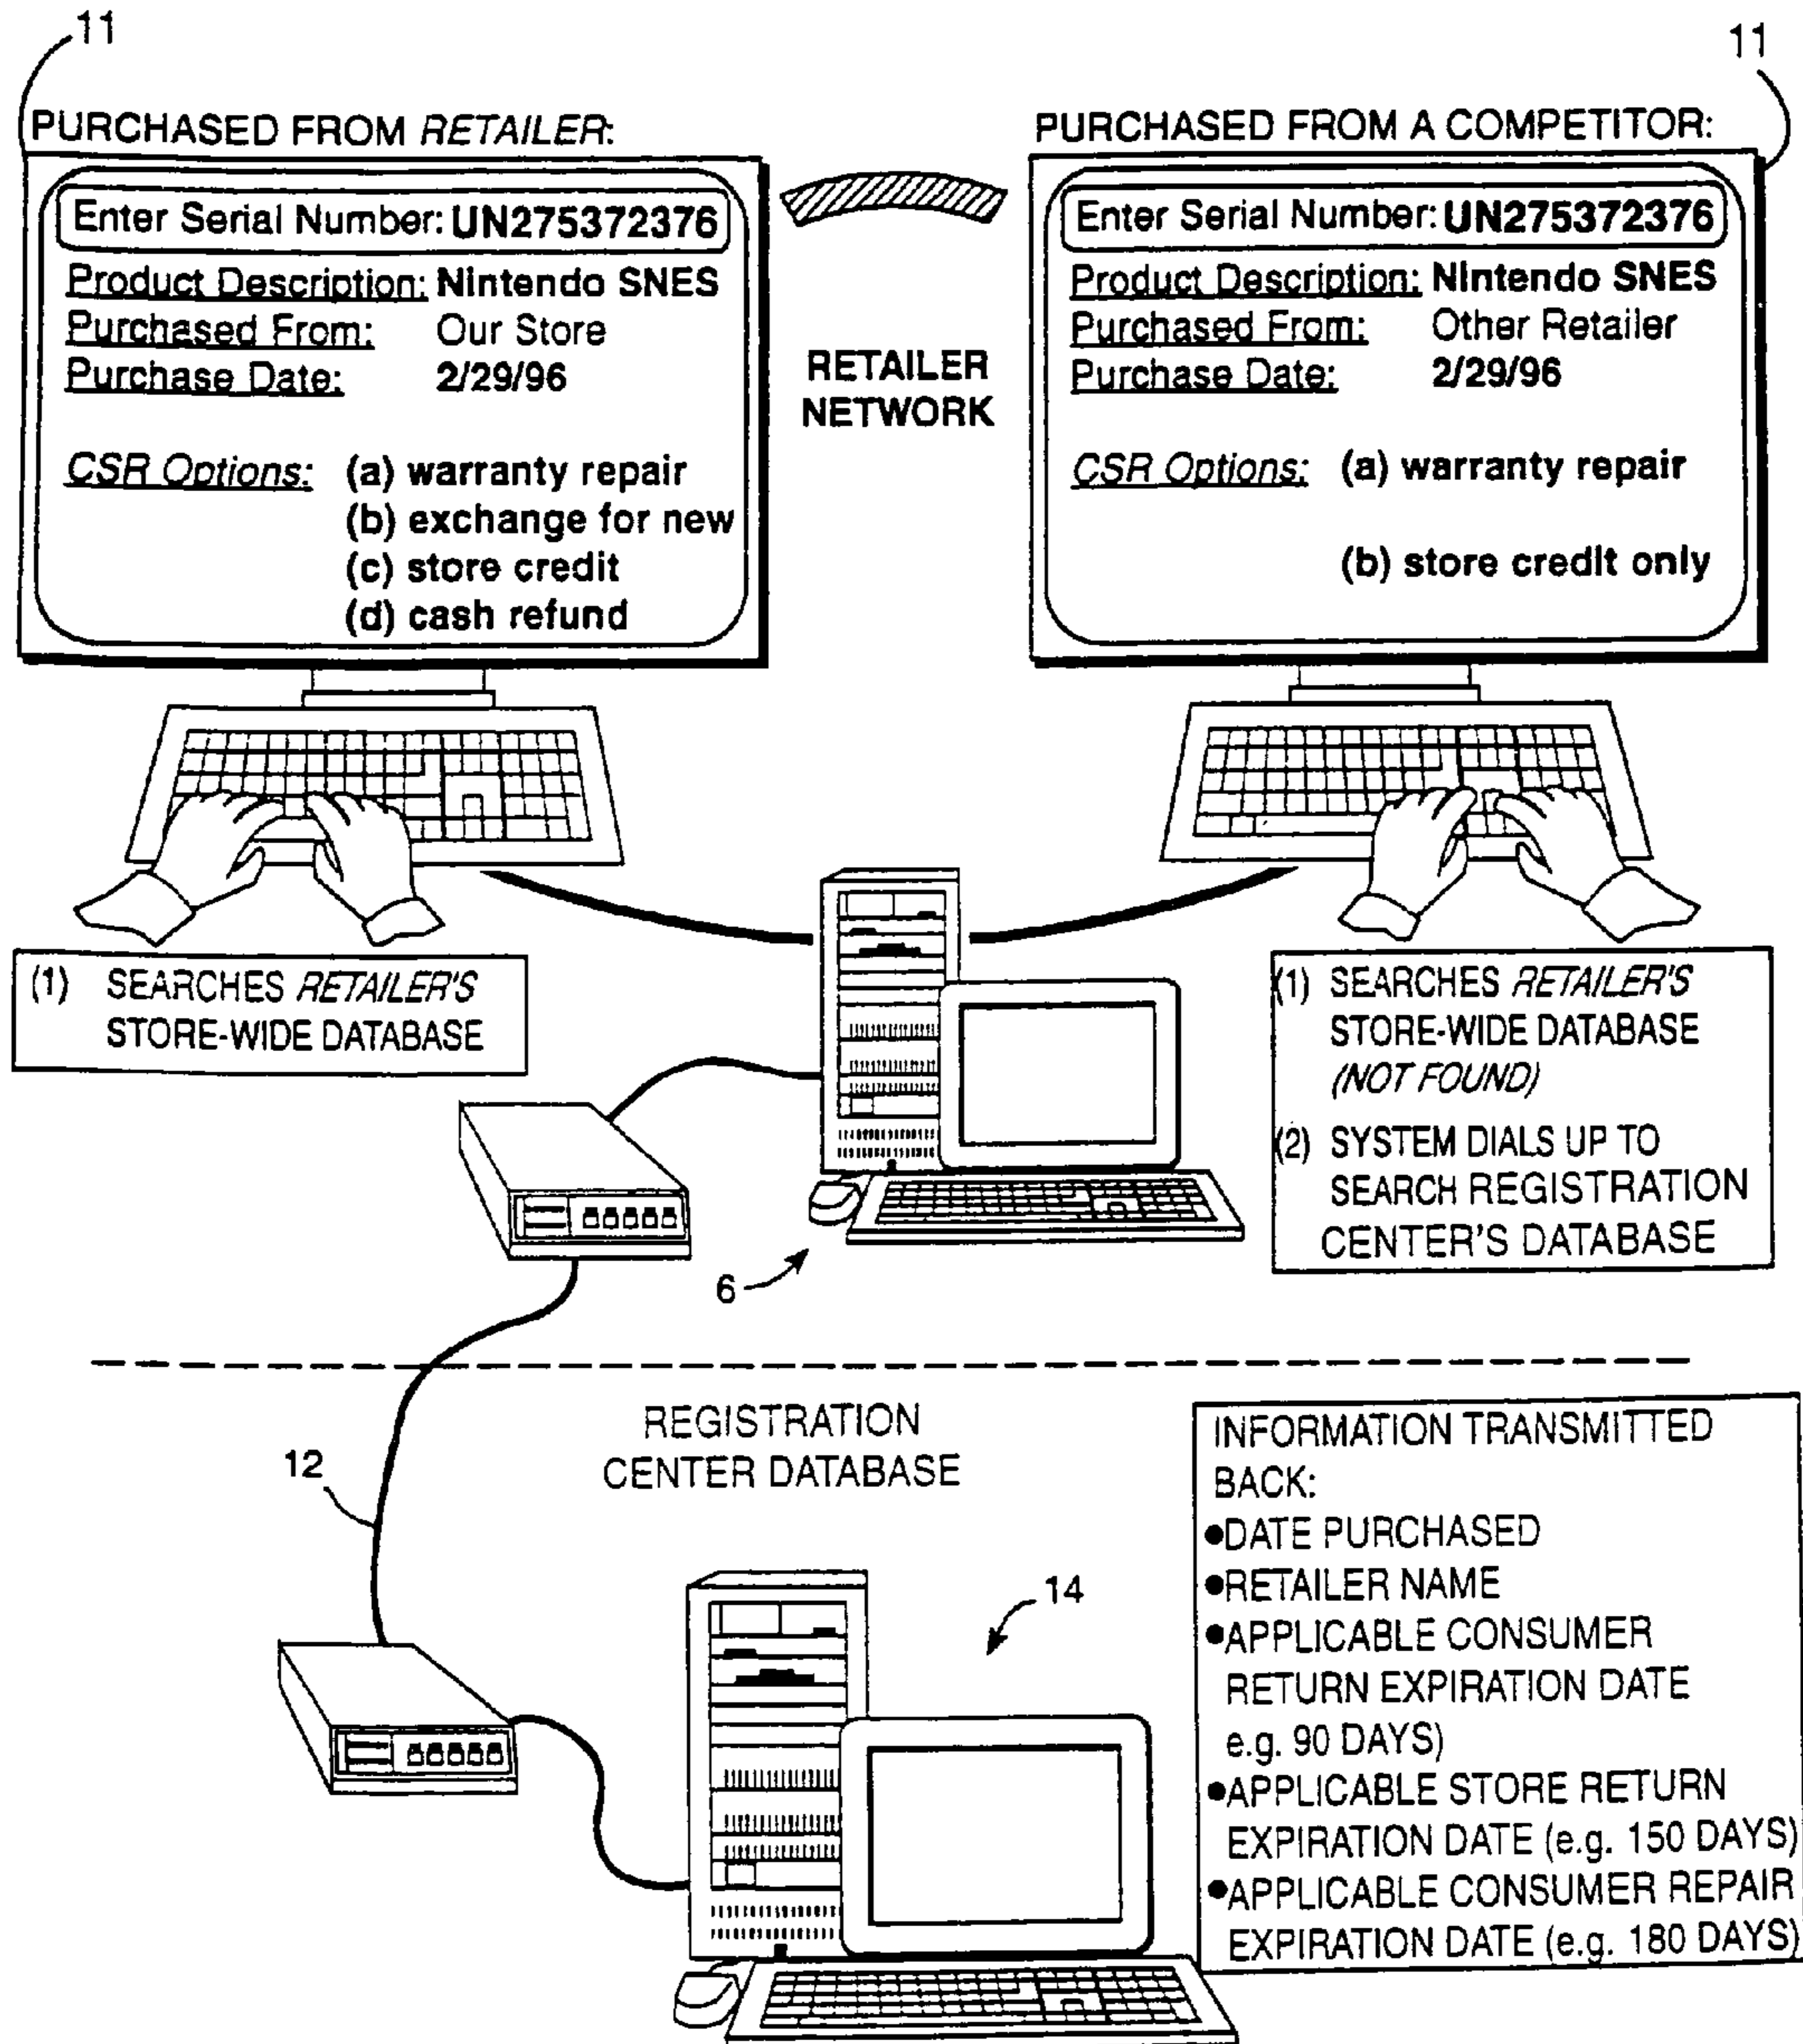 11
11
PURCHASED FROM RETAILER:
Enter Serial Number: UN275372376
Product Description: Nintendo SNES
Purchased From: Our Store
Purchase Date: 2/29/96
CSR Options: (a) warranty repair
(b) exchange for new
(c) store credit
(d) cash refund
RETAILER
NETWORK
PURCHASED FROM A COMPETITOR:
Enter Serial Number: UN275372376
Product Description: Nintendo SNES
Purchased From: Other Retailer
Purchase Date: 2/29/96
CSR Options: (a) warranty repair
(b) store credit only
(1) SEARCHES RETAILER'S
STORE-WIDE DATABASE
(1) SEARCHES RETAILER'S
STORE-WIDE DATABASE
(NOT FOUND)
(2) SYSTEM DIALS UP TO
SEARCH REGISTRATION
CENTER'S DATABASE
6
REGISTRATION
CENTER DATABASE
12
14
INFORMATION TRANSMITTED
BACK:
●DATE PURCHASED
●RETAILER NAME
●APPLICABLE CONSUMER
RETURN EXPIRATION DATE
e.g. 90 DAYS)
●APPLICABLE STORE RETURN
EXPIRATION DATE (e.g. 150 DAYS)
●APPLICABLE CONSUMER REPAIR
EXPIRATION DATE (e.g. 180 DAYS)